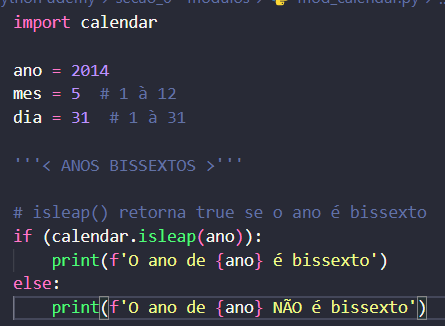 import calendar
ano = 2014
mes = 5  # 1 à 12
dia = 31  # 1 à 31
'''< ANOS BISSEXTOS >'''
# isleap() retorna true se o ano é bissexto
if (calendar.isleap(ano)):
    print(f'O ano de {ano} é bissexto')
else:
    print(f'O ano de {ano} NÃO é bissexto')